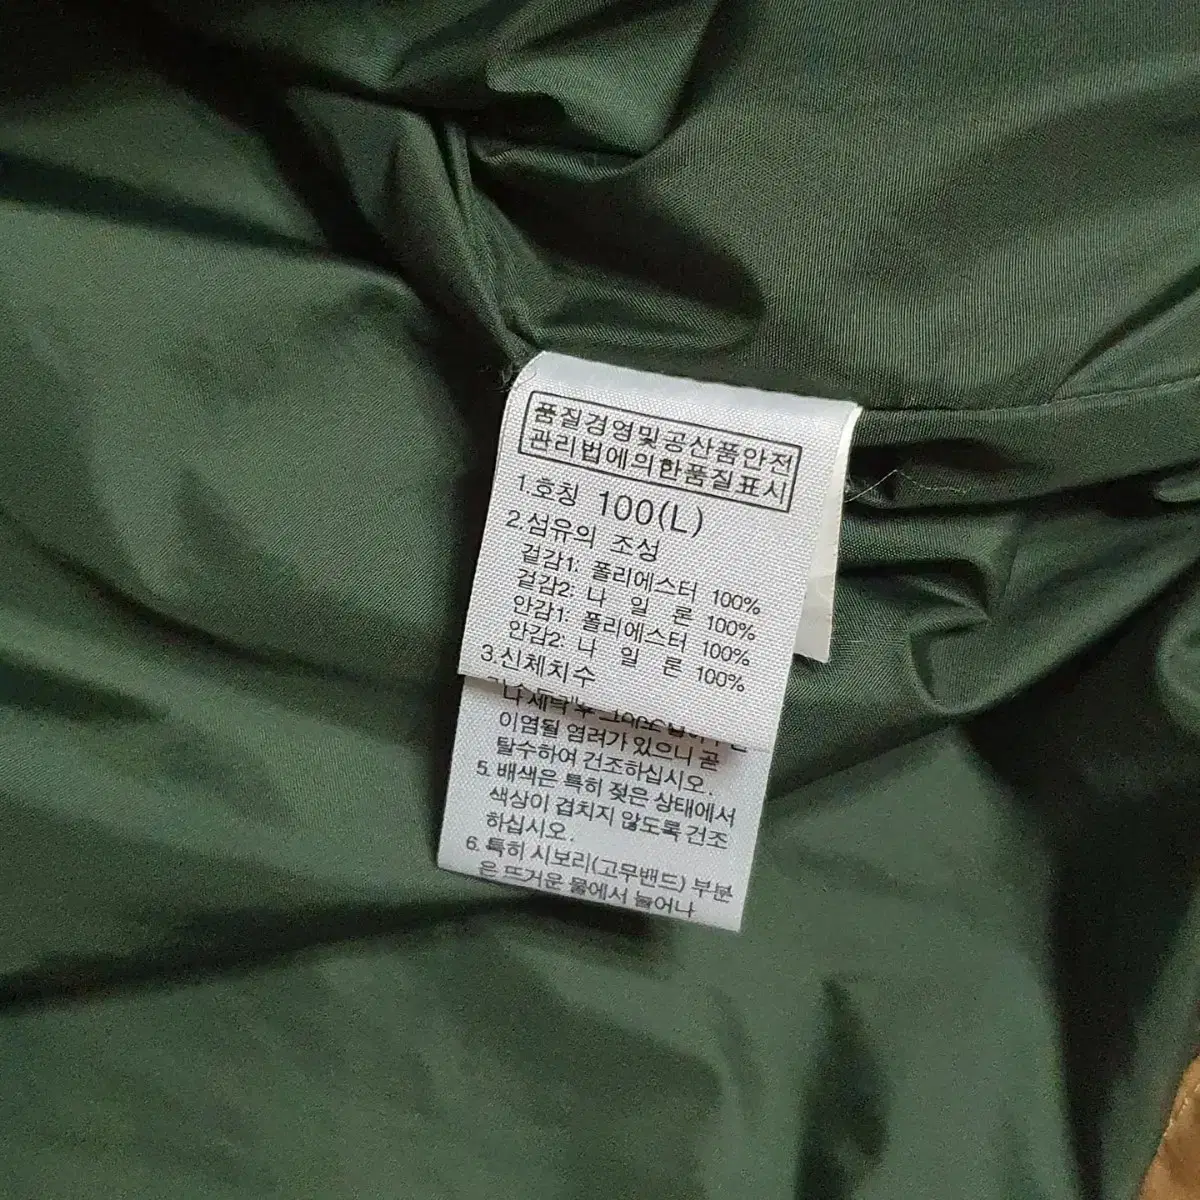 품질경영및공산품안전
관리법에의한품질표시
1.호칭 100(L)
2.섬유의 조성
겉감1: 폴리에스터 100%
겉감2: 나 일 론 100%
안감1: 폴리에스터 100%
안감2: 나 일 론 100%
3.신체치수
이염될 염려가 있으니 곧
탈수하여 건조하십시오.
5. 배색은 특히 젖은 상태에서
색상이 겹치지 않도록 건조
하십시오.
6. 특히 시보리(고무밴드) 부분
은 뜨거운 물에서 늘어나